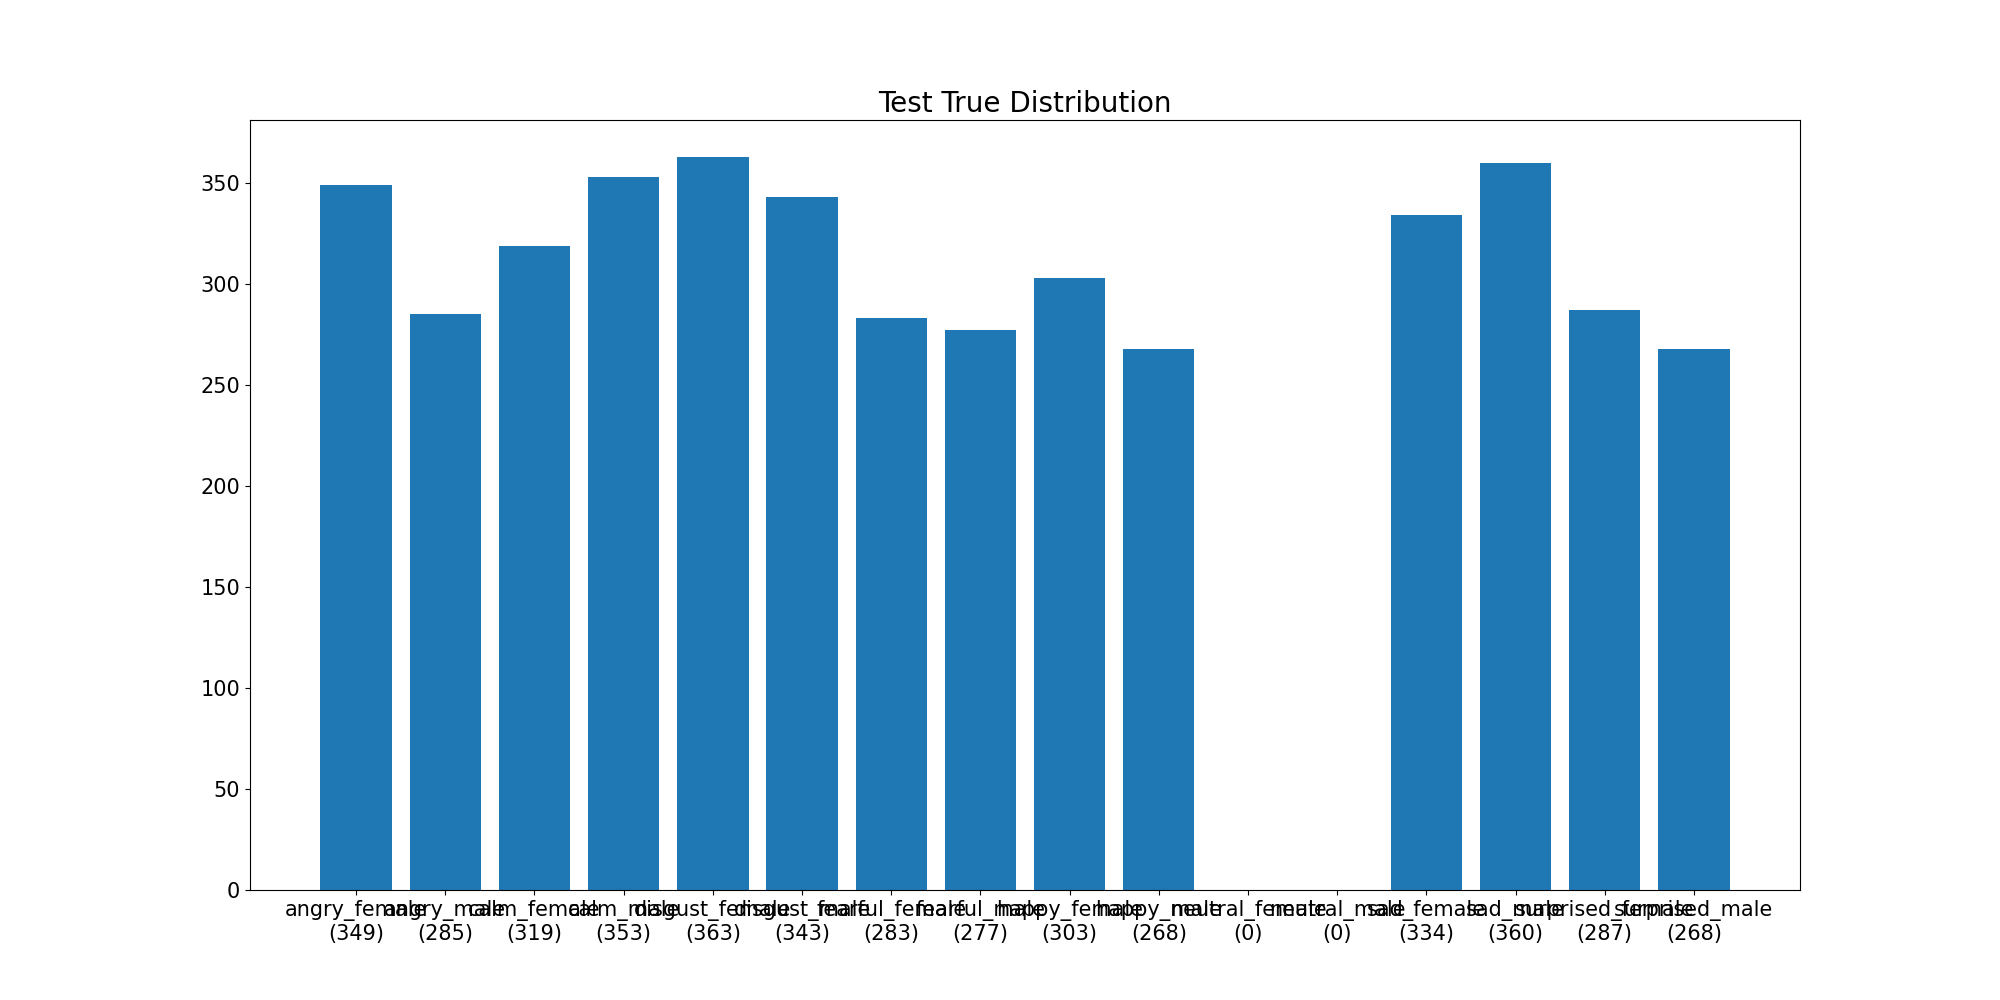 Test True Distribution
350
300
250
200
150
100
50
0
angry_female angry_male calm_female calm_male disgust_female disgust_male fearful_female fearful_male happy_female happy_male neutral_female neutral_male sad_female sad_male surprised_female surprised_male
(349) (285) (319) (353) (363) (343) (283) (277) (303) (268) (0) (0) (334) (360) (287) (268)